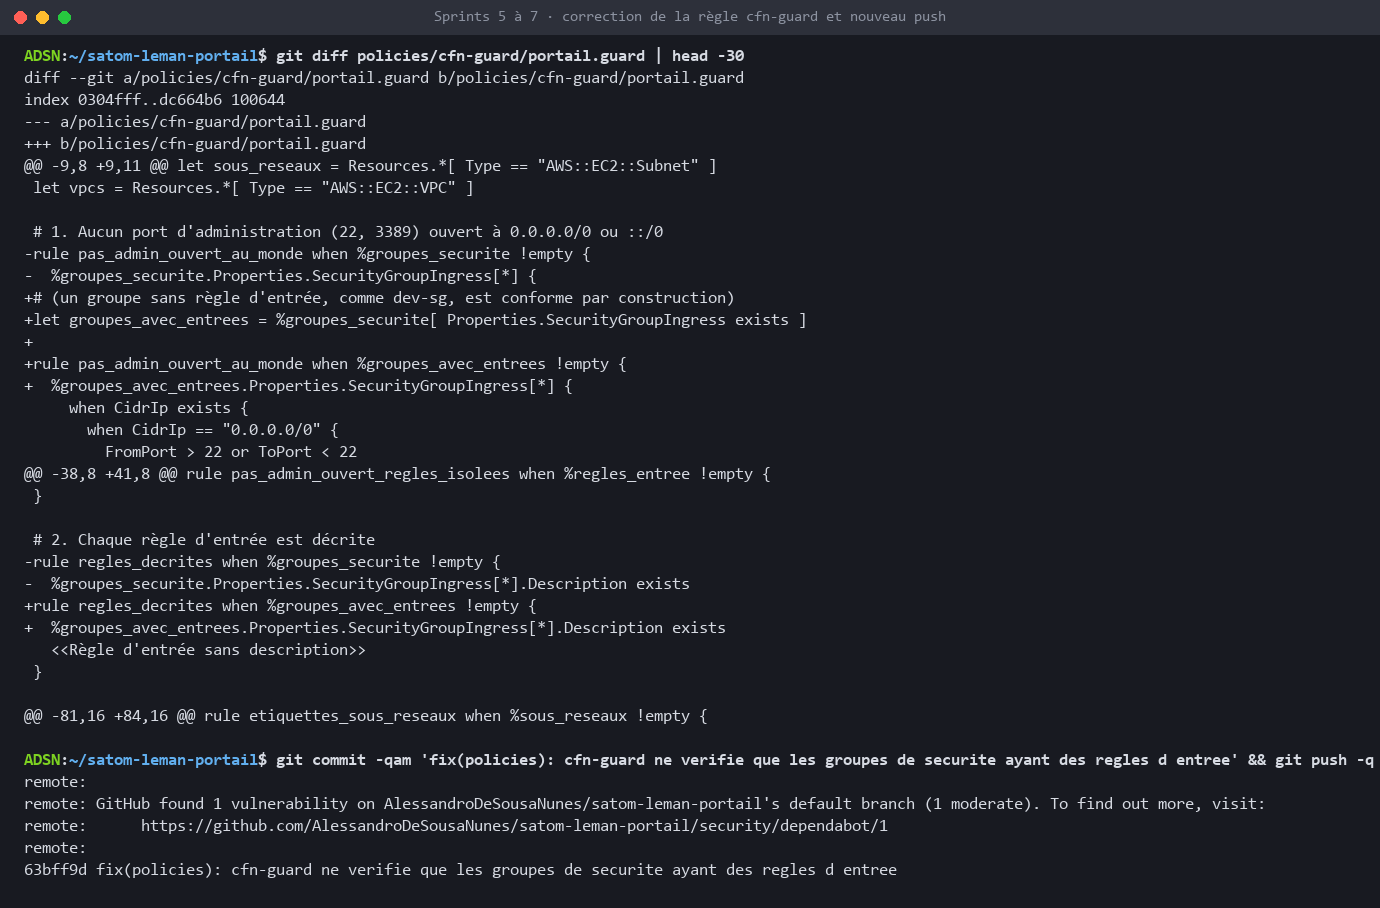 Sprints 5 à 7 · correction de la règle cfn-guard et nouveau push
ADSN:~/satom-leman-portail$ git diff policies/cfn-guard/portail.guard | head -30
diff --git a/policies/cfn-guard/portail.guard b/policies/cfn-guard/portail.guard
index 0304fff..dc664b6 100644
--- a/policies/cfn-guard/portail.guard
+++ b/policies/cfn-guard/portail.guard
@@ -9,8 +9,11 @@ let sous_reseaux = Resources.*[ Type == "AWS::EC2::Subnet" ]
 let vpcs = Resources.*[ Type == "AWS::EC2::VPC" ]
 # 1. Aucun port d'administration (22, 3389) ouvert à 0.0.0.0/0 ou ::/0
-rule pas_admin_ouvert_au_monde when %groupes_securite !empty {
-  %groupes_securite.Properties.SecurityGroupIngress[*] {
+# (un groupe sans règle d'entrée, comme dev-sg, est conforme par construction)
+let groupes_avec_entrees = %groupes_securite[ Properties.SecurityGroupIngress exists ]
+
+rule pas_admin_ouvert_au_monde when %groupes_avec_entrees !empty {
+  %groupes_avec_entrees.Properties.SecurityGroupIngress[*] {
     when CidrIp exists {
       when CidrIp == "0.0.0.0/0" {
         FromPort > 22 or ToPort < 22
@@ -38,8 +41,8 @@ rule pas_admin_ouvert_regles_isolees when %regles_entree !empty {
 }
 # 2. Chaque règle d'entrée est décrite
-rule regles_decrites when %groupes_securite !empty {
-  %groupes_securite.Properties.SecurityGroupIngress[*].Description exists
+rule regles_decrites when %groupes_avec_entrees !empty {
+  %groupes_avec_entrees.Properties.SecurityGroupIngress[*].Description exists
   <<Règle d'entrée sans description>>
 }
@@ -81,16 +84,16 @@ rule etiquettes_sous_reseaux when %sous_reseaux !empty {
ADSN:~/satom-leman-portail$ git commit -qam 'fix(policies): cfn-guard ne verifie que les groupes de securite ayant des regles d entree' && git push -q
remote:
remote: GitHub found 1 vulnerability on AlessandroDeSousaNunes/satom-leman-portail's default branch (1 moderate). To find out more, visit:
remote:      https://github.com/AlessandroDeSousaNunes/satom-leman-portail/security/dependabot/1
remote:
63bff9d fix(policies): cfn-guard ne verifie que les groupes de securite ayant des regles d entree